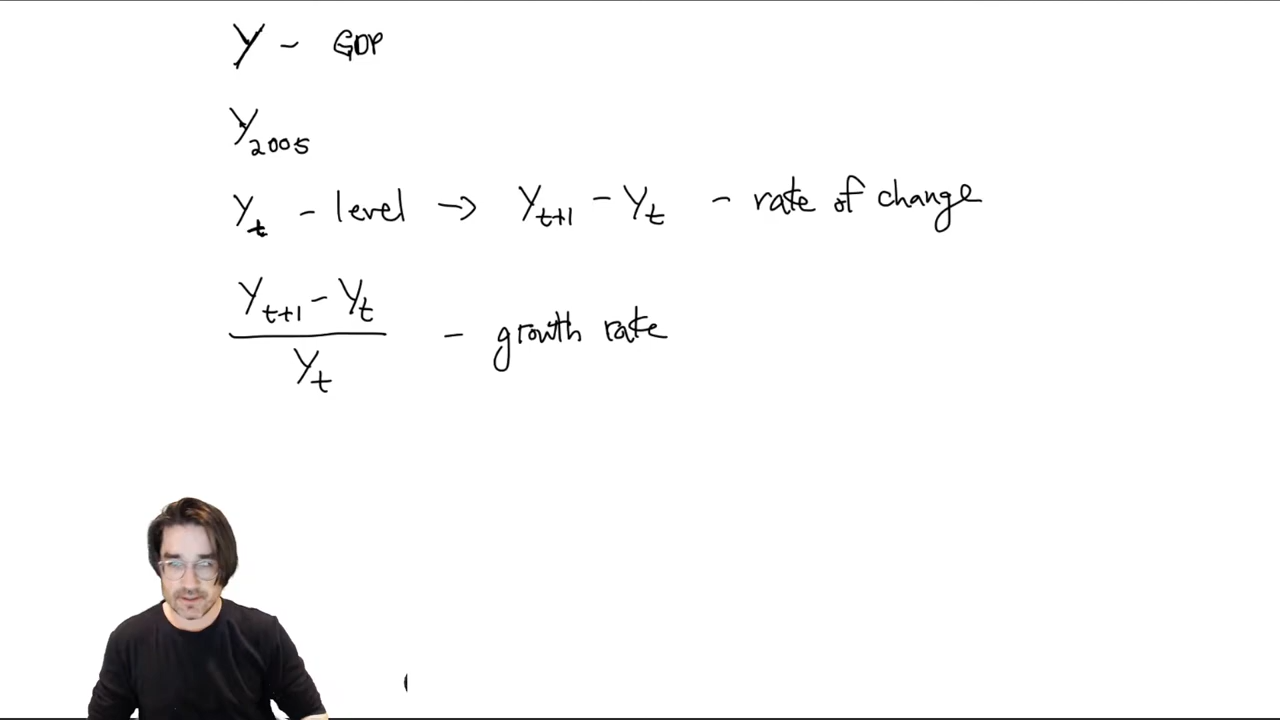 Y - GDP
Y₂₀₀₅
Yₜ - level → Yₜ₊₁ - Yₜ - rate of change
Yₜ₊₁ - Yₜ
Yₜ
- growth rate